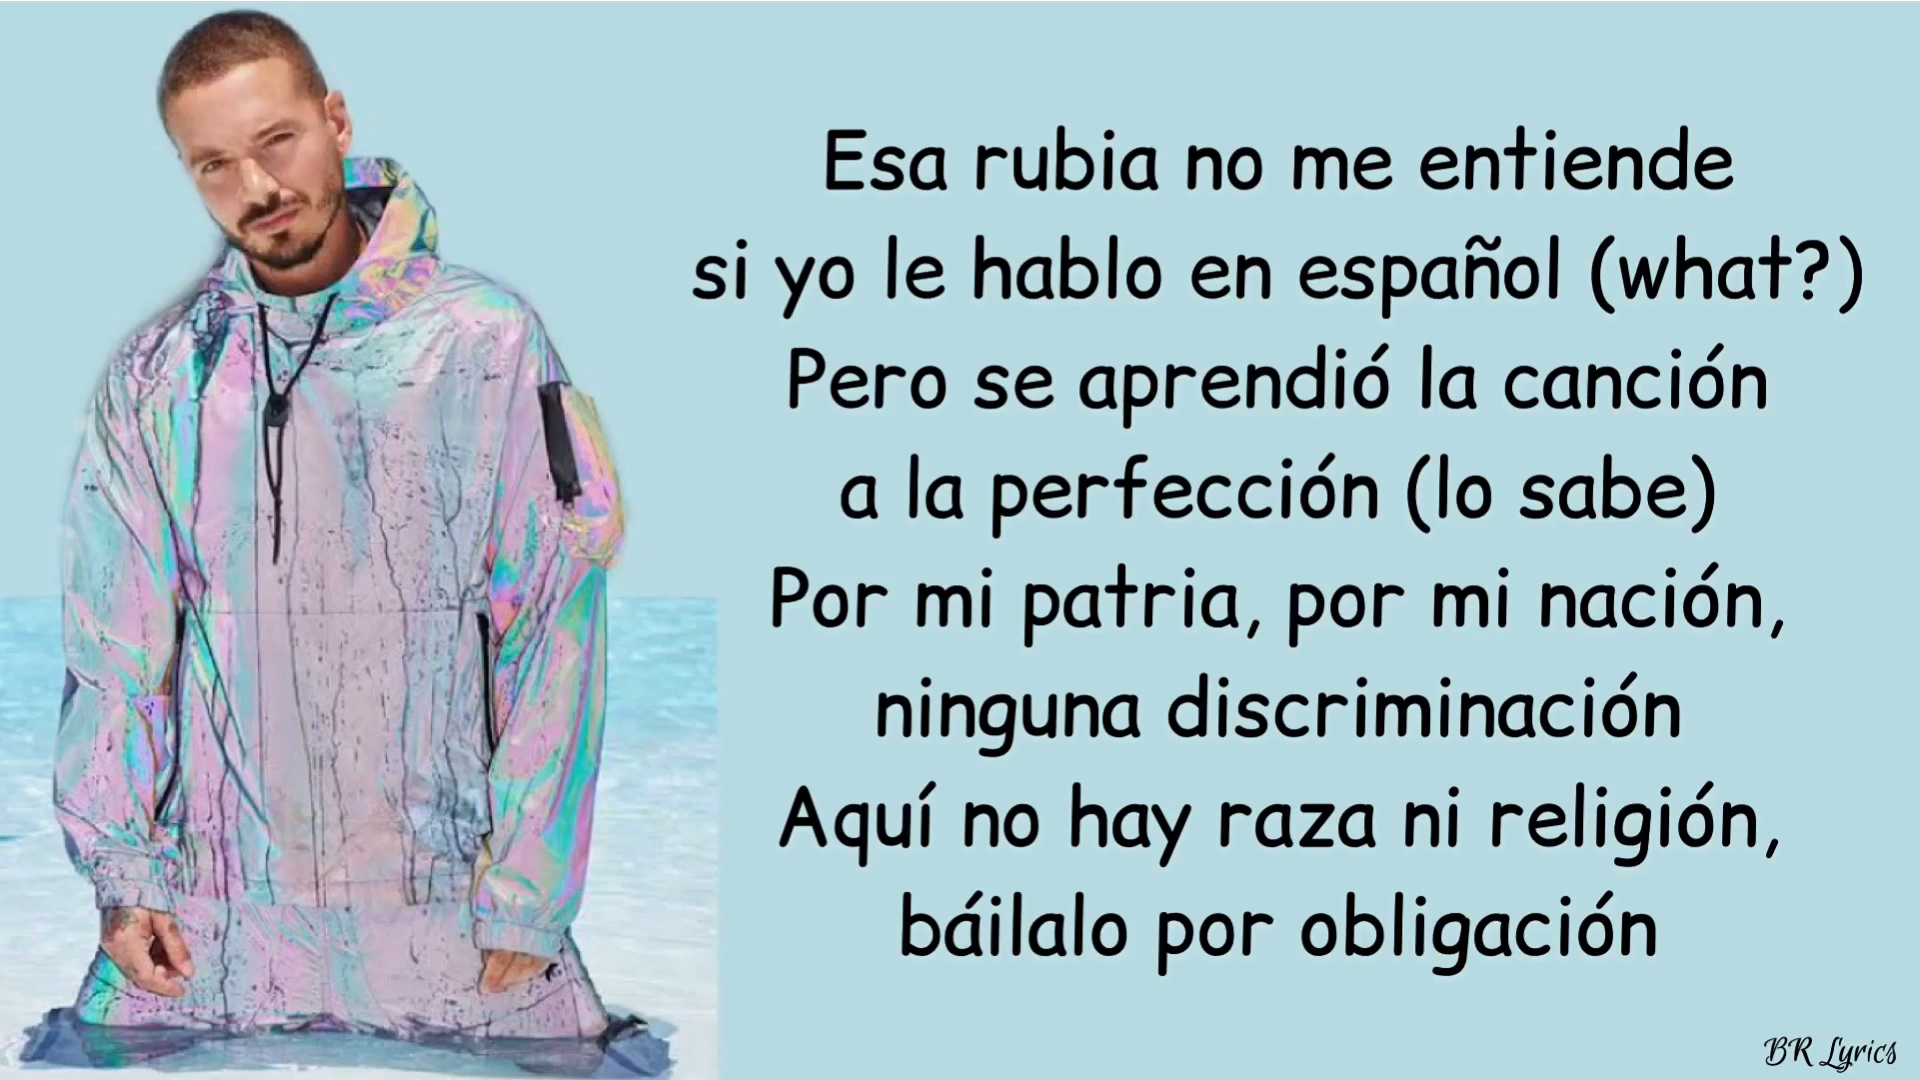 Esa rubia no me entiende
si yo le hablo en español (what?)
Pero se aprendió la canción
a la perfección (lo sabe)
Por mi patria, por mi nación,
ninguna discriminación
Aquí no hay raza ni religión,
báilalo por obligación
BR Lyrics